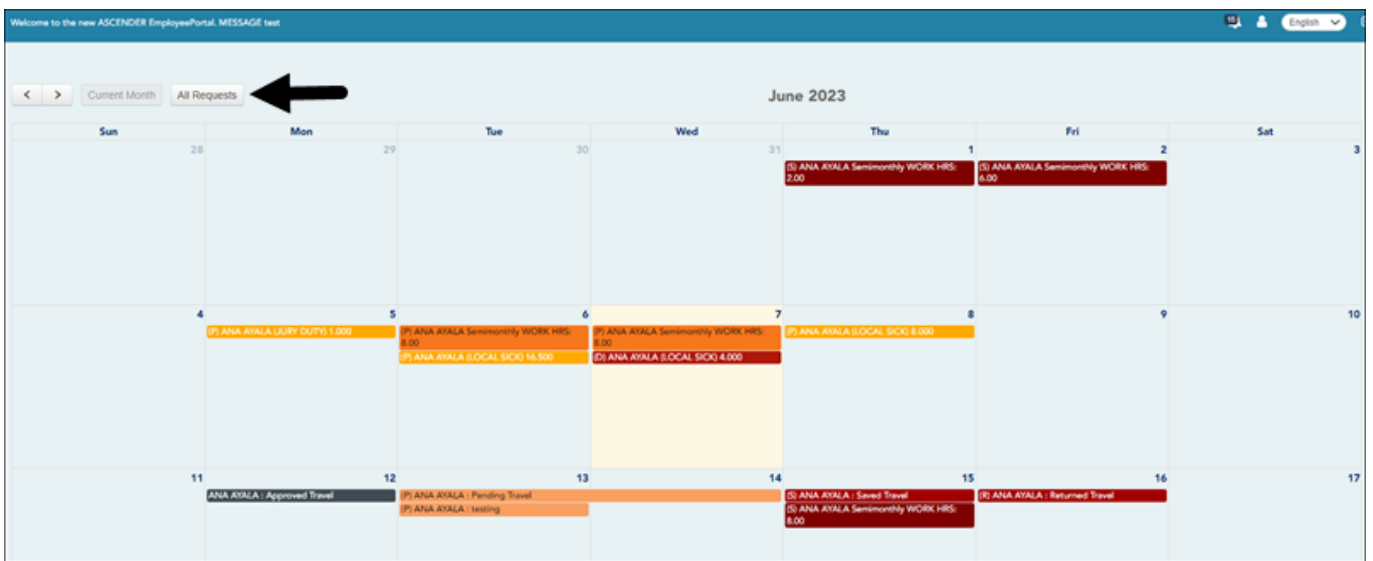 Welcome to the new ASCENDER EmployeePortal. MESSAGE test
English
Current Month All Requests
June 2023
Sun Mon Tue Wed Thu Fri Sat
28 29 30 31 1 2 3
(S) ANA AYALA Semimonthly WORK HRS:
2.00
(S) ANA AYALA Semimonthly WORK HRS:
6.00
4 5 6 7 8 9 10
(P) ANA AYALA (JURY DUTY) 1.000
(P) ANA AYALA Semimonthly WORK HRS:
8.00
(P) ANA AYALA (LOCAL SICK) 16.500
(P) ANA AYALA Semimonthly WORK HRS:
8.00
(D) ANA AYALA (LOCAL SICK) 4.000
(P) ANA AYALA (LOCAL SICK) 8.000
11 12 13 14 15 16 17
ANA AYALA : Approved Travel
(P) ANA AYALA : Pending Travel
(P) ANA AYALA : testing
(S) ANA AYALA : Saved Travel
(S) ANA AYALA Semimonthly WORK HRS:
8.00
(R) ANA AYALA : Returned Travel